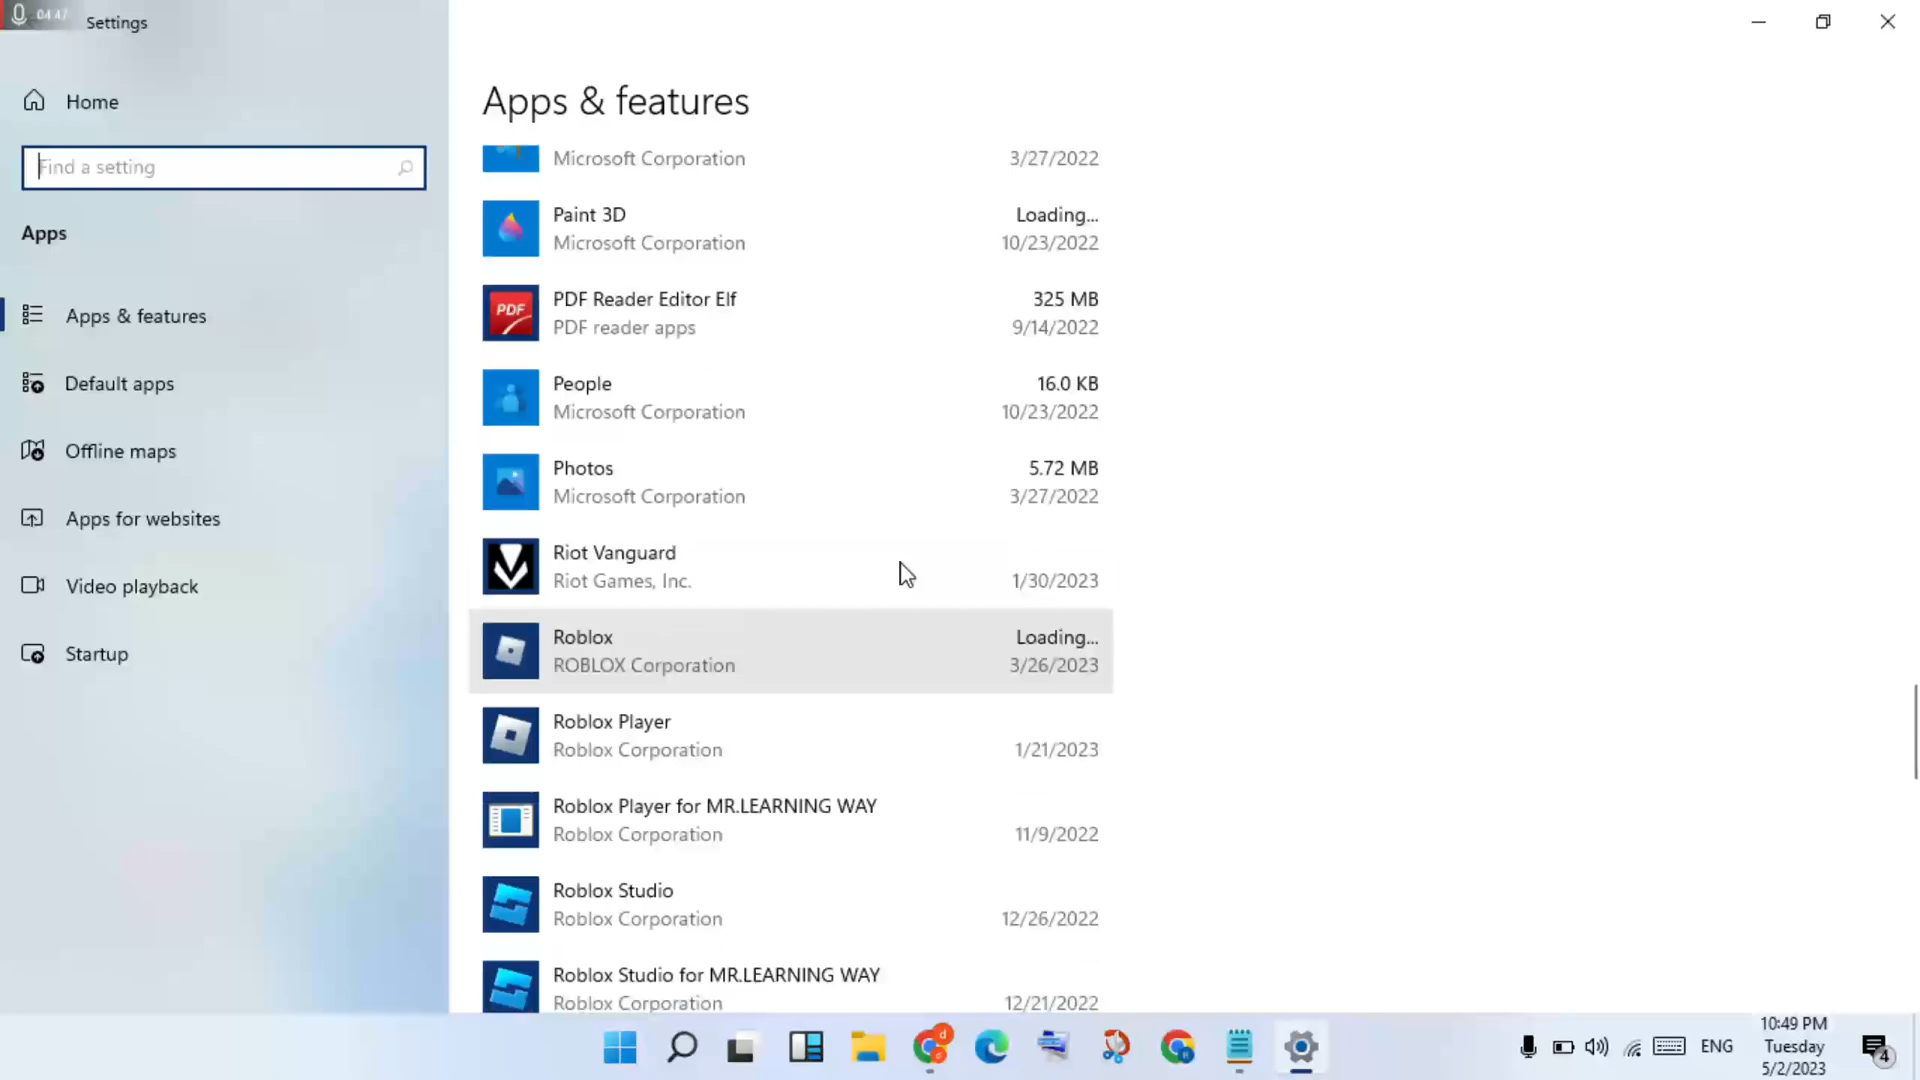 04:47
Settings
Home
Find a setting
Apps
Apps & features
Default apps
Offline maps
Apps for websites
Video playback
Startup
Apps & features
Microsoft Corporation 3/27/2022
Paint 3D Loading...
Microsoft Corporation 10/23/2022
PDF
PDF Reader Editor Elf 325 MB
PDF reader apps 9/14/2022
People 16.0 KB
Microsoft Corporation 10/23/2022
Photos 5.72 MB
Microsoft Corporation 3/27/2022
Riot Vanguard
Riot Games, Inc. 1/30/2023
Roblox Loading...
ROBLOX Corporation 3/26/2023
Roblox Player
Roblox Corporation 1/21/2023
Roblox Player for MR.LEARNING WAY
Roblox Corporation 11/9/2022
Roblox Studio
Roblox Corporation 12/26/2022
Roblox Studio for MR.LEARNING WAY
Roblox Corporation 12/21/2022
d
ENG
10:49 PM
Tuesday
5/2/2023
4